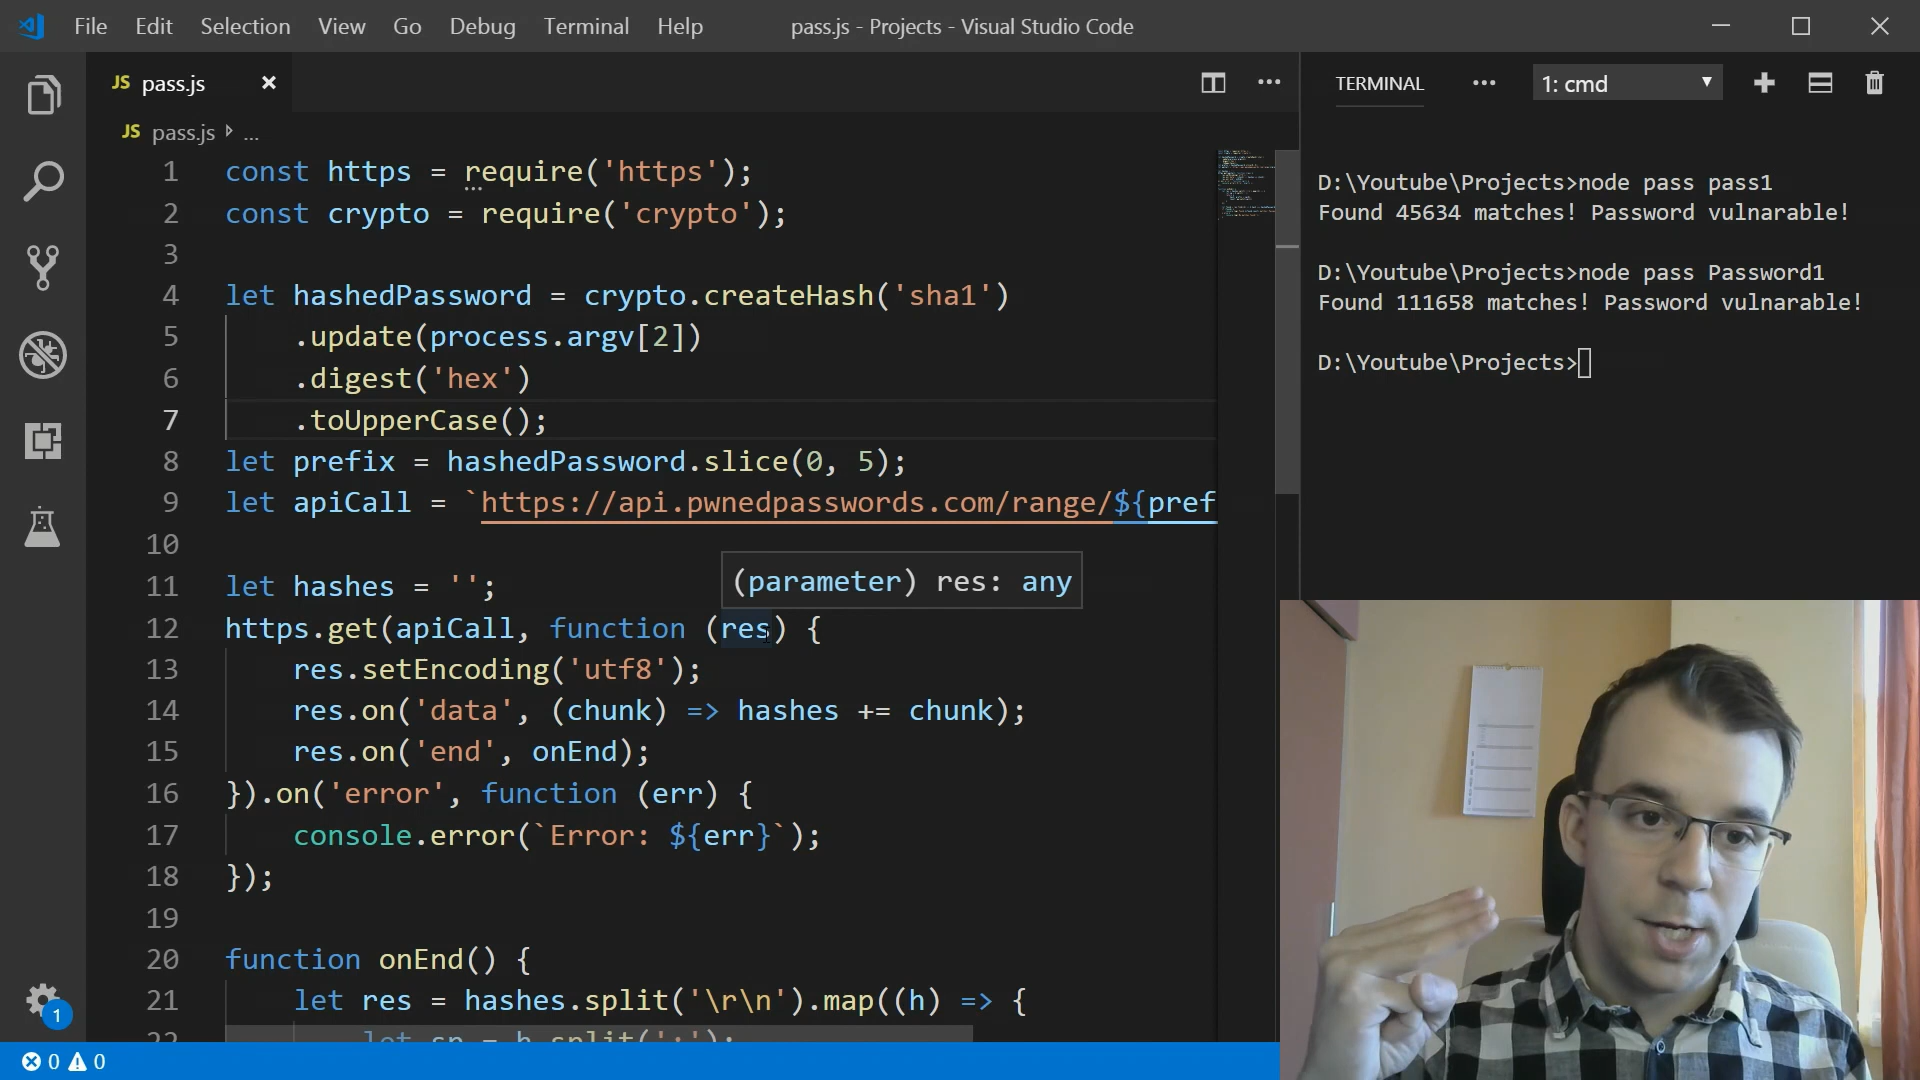 File Edit Selection View Go Debug Terminal Help
pass.js - Projects - Visual Studio Code
JS pass.js
JS pass.js ...
1 const https = require('https');
2 const crypto = require('crypto');
3
4 let hashedPassword = crypto.createHash('sha1')
5 .update(process.argv[2])
6 .digest('hex')
7 .toUpperCase();
8 let prefix = hashedPassword.slice(0, 5);
9 let apiCall = `https://api.pwnedpasswords.com/range/${pref
10
(parameter) res: any
11 let hashes = '';
12 https.get(apiCall, function (res) {
13 res.setEncoding('utf8');
14 res.on('data', (chunk) => hashes += chunk);
15 res.on('end', onEnd);
16 }).on('error', function (err) {
17 console.error(`Error: ${err}`);
18 });
19
20 function onEnd() {
21 let res = hashes.split('\r\n').map((h) => {
22 let sp = h.split(':');
1
0 0
TERMINAL ... 1: cmd
D:\Youtube\Projects>node pass pass1
Found 45634 matches! Password vulnarable!
D:\Youtube\Projects>node pass Password1
Found 111658 matches! Password vulnarable!
D:\Youtube\Projects>